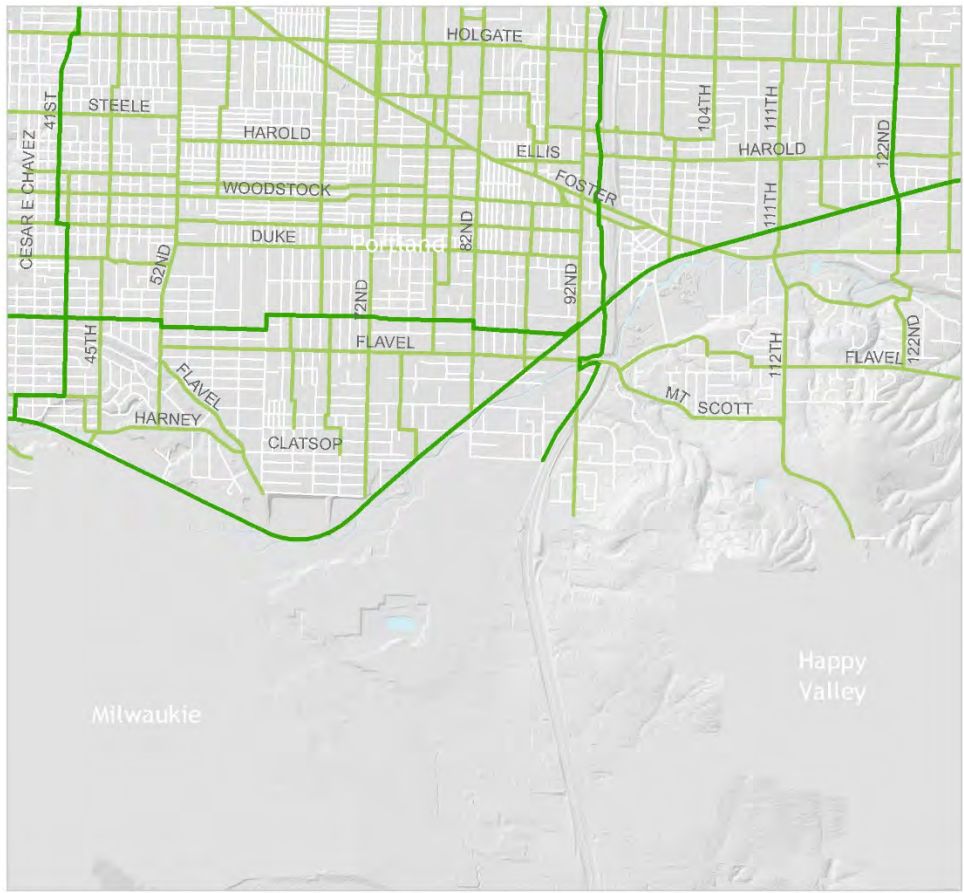 HOLGATE
STEELE
41ST
104TH
111TH
HAROLD
122ND
ELLIS
HAROLD
CESAR E CHAVEZ
WOODSTOCK
FOSTER
111TH
82ND
DUKE
Portland
52ND
72ND
92ND
45TH
FLAVEL
112TH
FLAVEL
122ND
FLAVEL
MT SCOTT
HARNEY
CLATSOP
Happy
Valley
Milwaukie